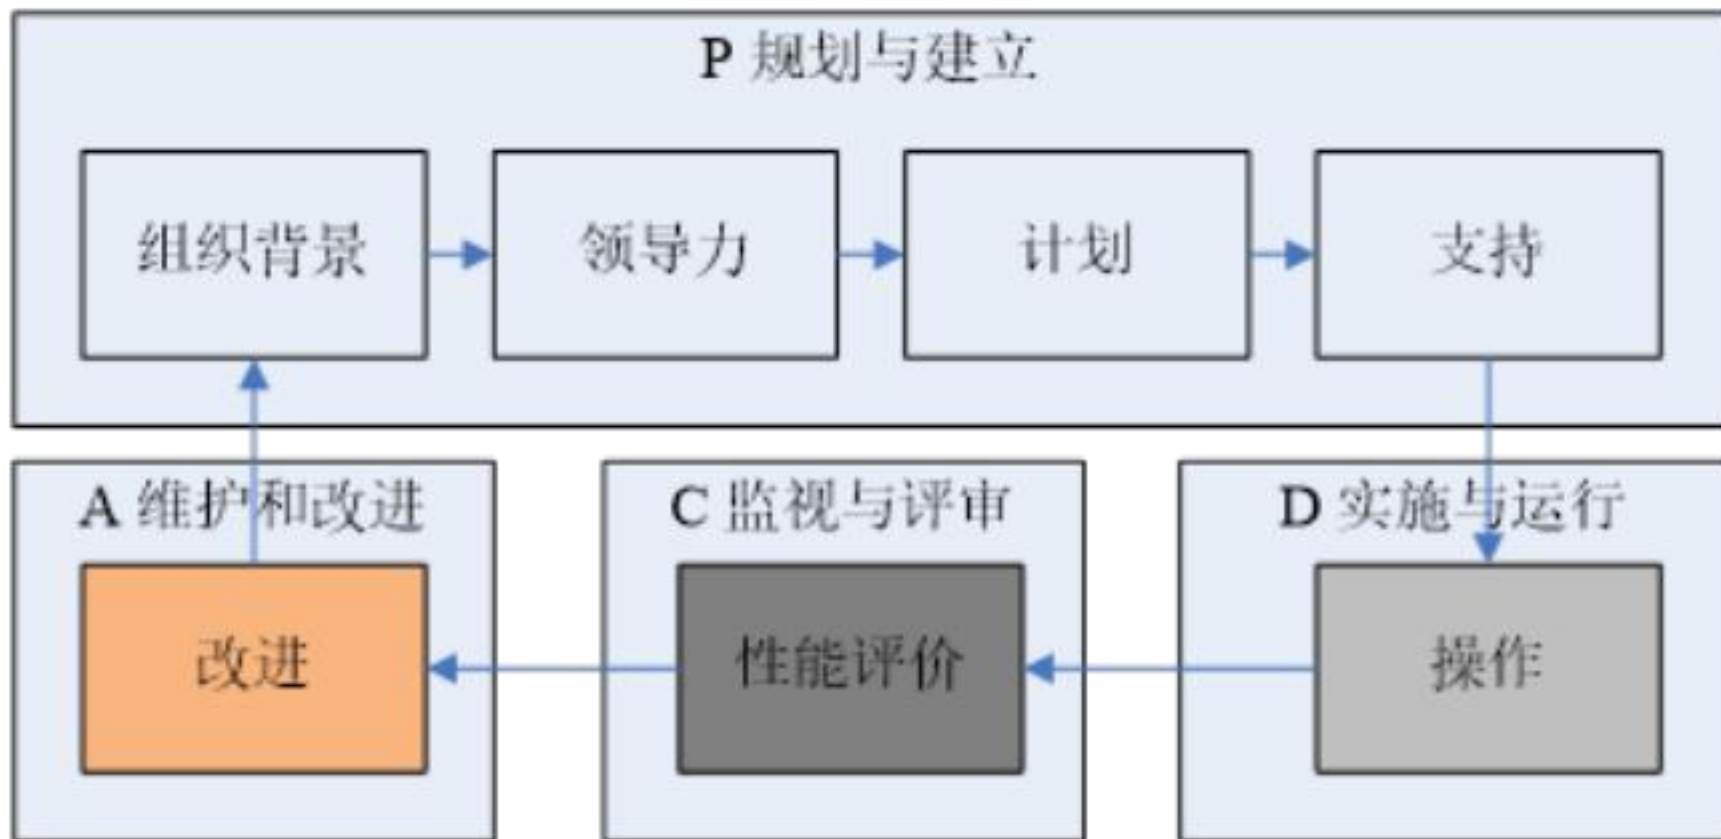 P 规划与建立
组织背景
领导力
计划
支持
A 维护和改进
C 监视与评审
D 实施与运行
改进
性能评价
操作